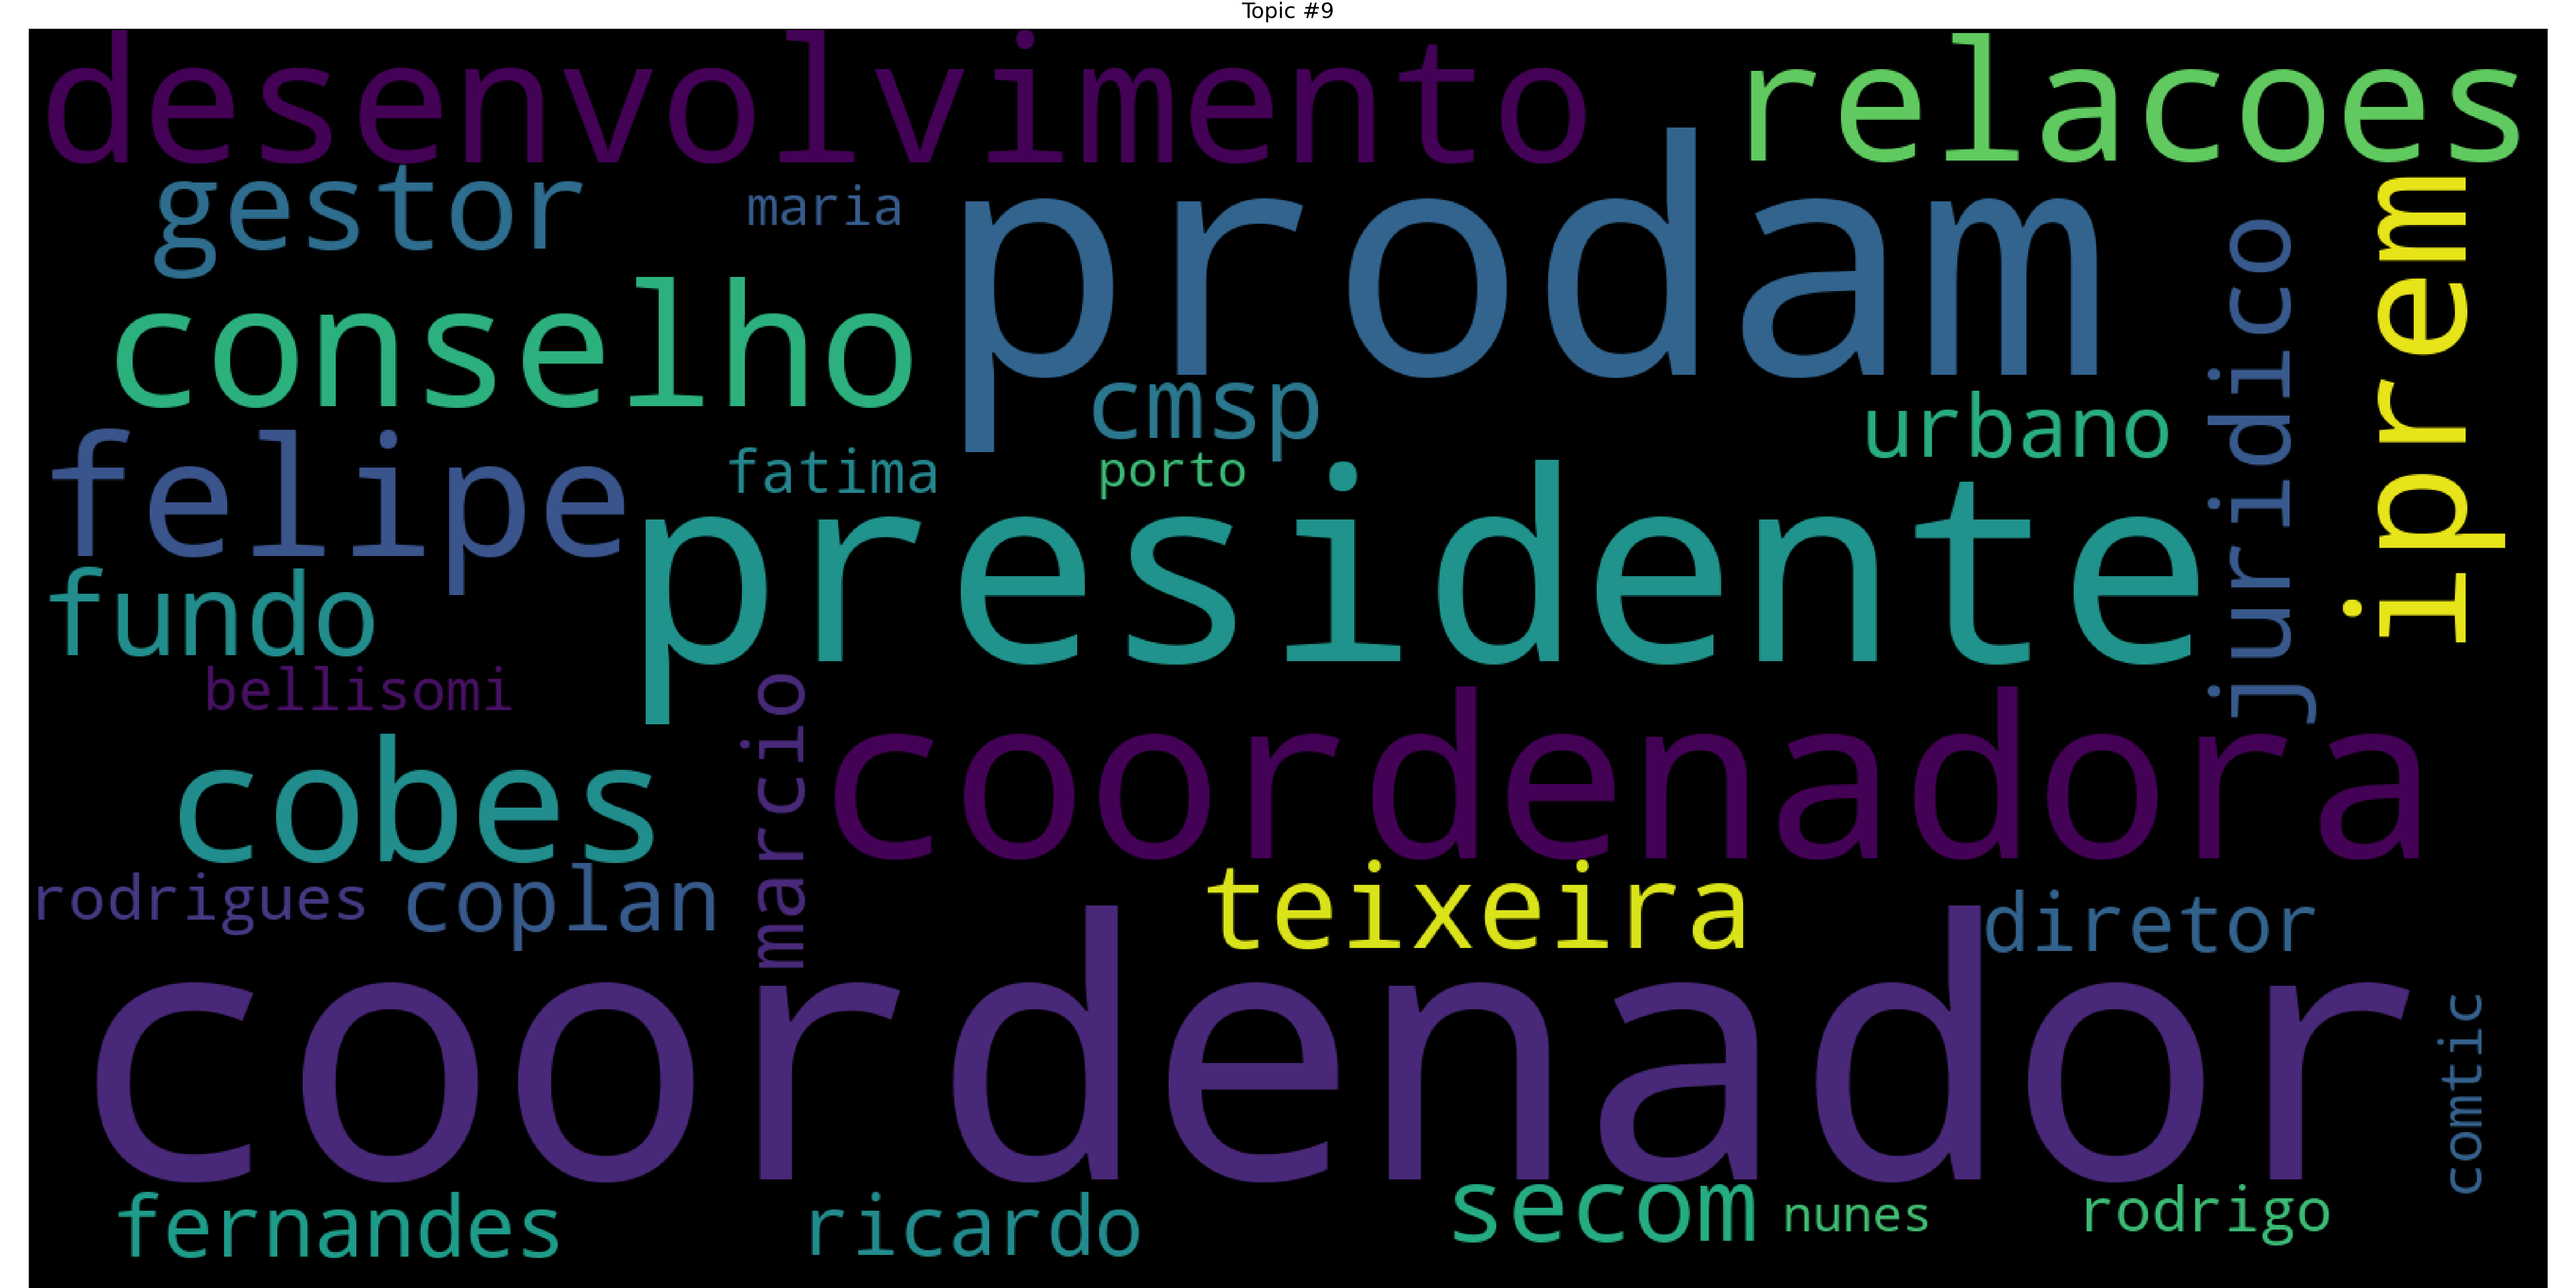 Topic #9
desenvolvimento
relacoes
gestor
maria
prodam
iprem
juridico
conselho
cmsp
urbano
felipe
fatima
porto
presidente
fundo
bellisomi
marcio
coordenadora
cobes
rodrigues
coplan
teixeira
diretor
coordenador
comtic
fernandes
ricardo
secom
nunes
rodrigo